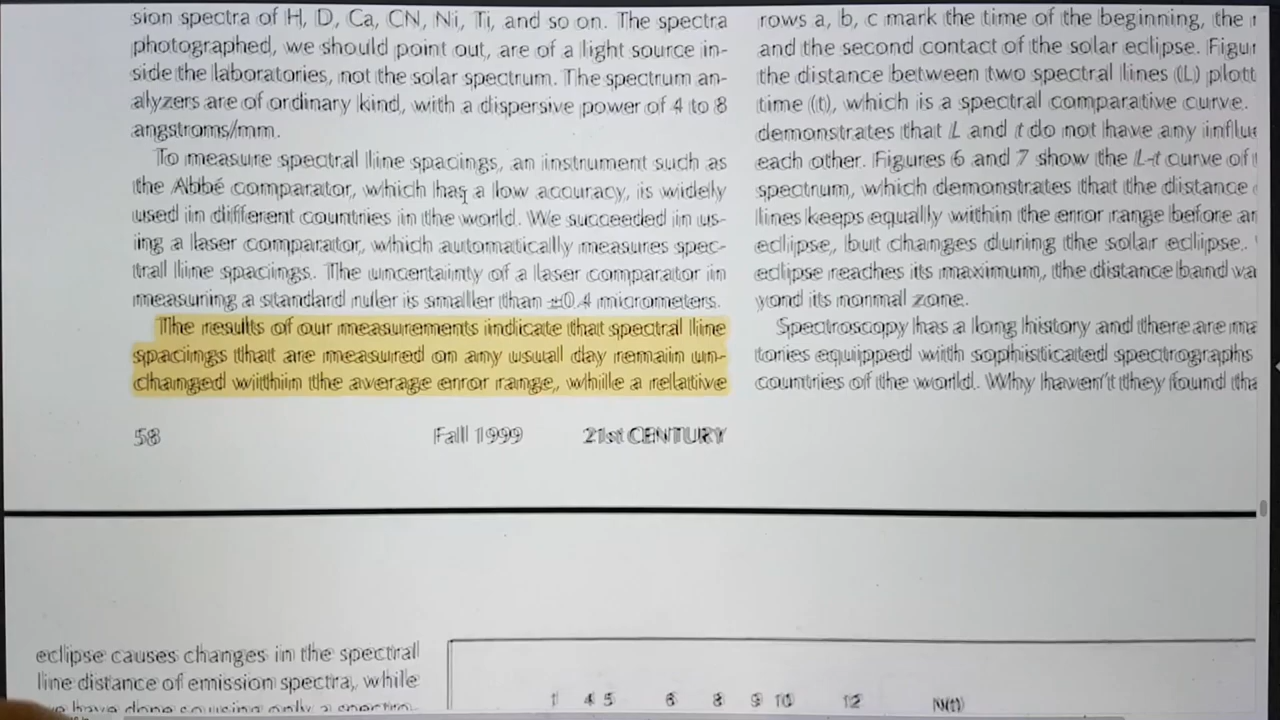 sion spectra of H, D, Ca, CN, Ni, Ti, and so on. The spectra
photographed, we should point out, are of a light source in-
side the laboratories, not the solar spectrum. The spectrum an-
alyzers are of ordinary kind, with a dispersive power of 4 to 8
angstroms/mm.
To measure spectral line spacings, an instrument such as
the Abbé comparator, which has a low accuracy, is widely
used in different countries in the world. We succeeded in us-
ing a laser comparator, which automatically measures spec-
tral line spacings. The uncertainty of a laser comparator in
measuring a standard ruler is smaller than ±0.4 micrometers.
The results of our measurements indicate that spectral line
spacings that are measured on any usual day remain un-
changed within the average error range, while a relative
58 Fall 1999 21st CENTURY
rows a, b, c mark the time of the beginning, the
and the second contact of the solar eclipse. Figur
the distance between two spectral lines (L) plott
time (t), which is a spectral comparative curve.
demonstrates that L and t do not have any influe
each other. Figures 6 and 7 show the L-t curve of
spectrum, which demonstrates that the distance
lines keeps equally within the error range before an
eclipse, but changes during the solar eclipse.
eclipse reaches its maximum, the distance band va
yond its normal zone.
Spectroscopy has a long history and there are ma
tories equipped with sophisticated spectrographs
countries of the world. Why haven't they found tha
eclipse causes changes in the spectral
line distance of emission spectra, while
we have done so using only a
1 4 5 6 8 9 10 12 N(t)